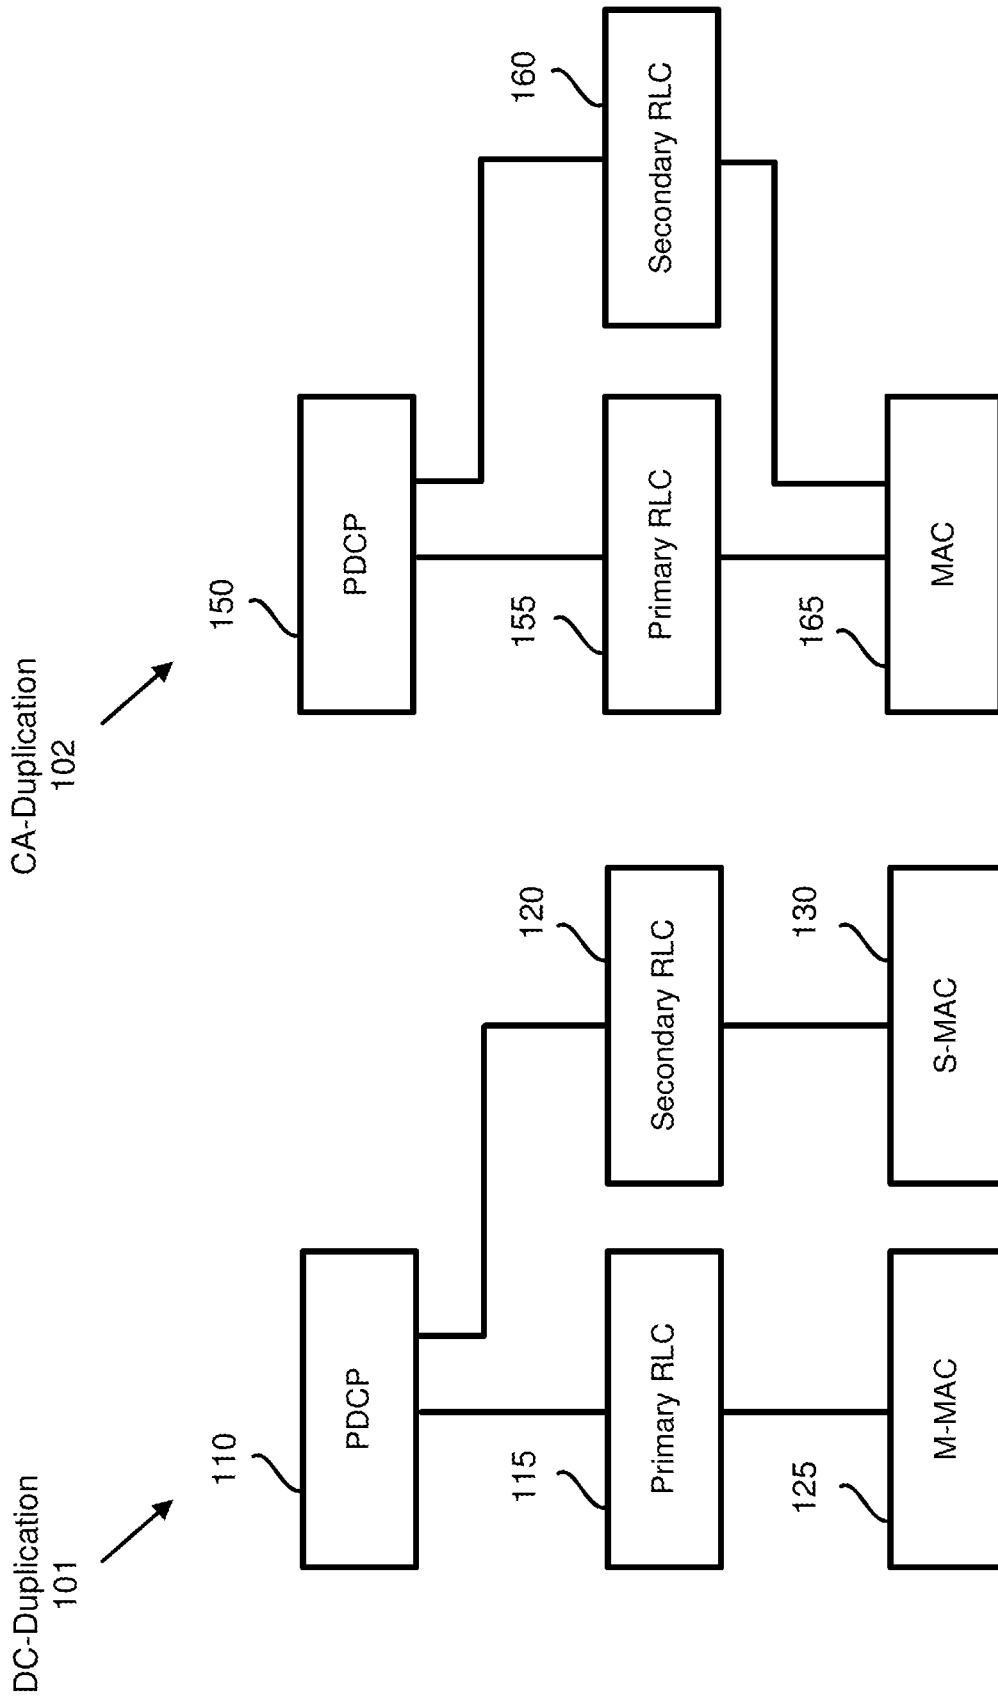 DC-Duplication
101
110
PDCP
115
Primary RLC
120
Secondary RLC
125
M-MAC
130
S-MAC
CA-Duplication
102
150
PDCP
155
Primary RLC
160
Secondary RLC
165
MAC